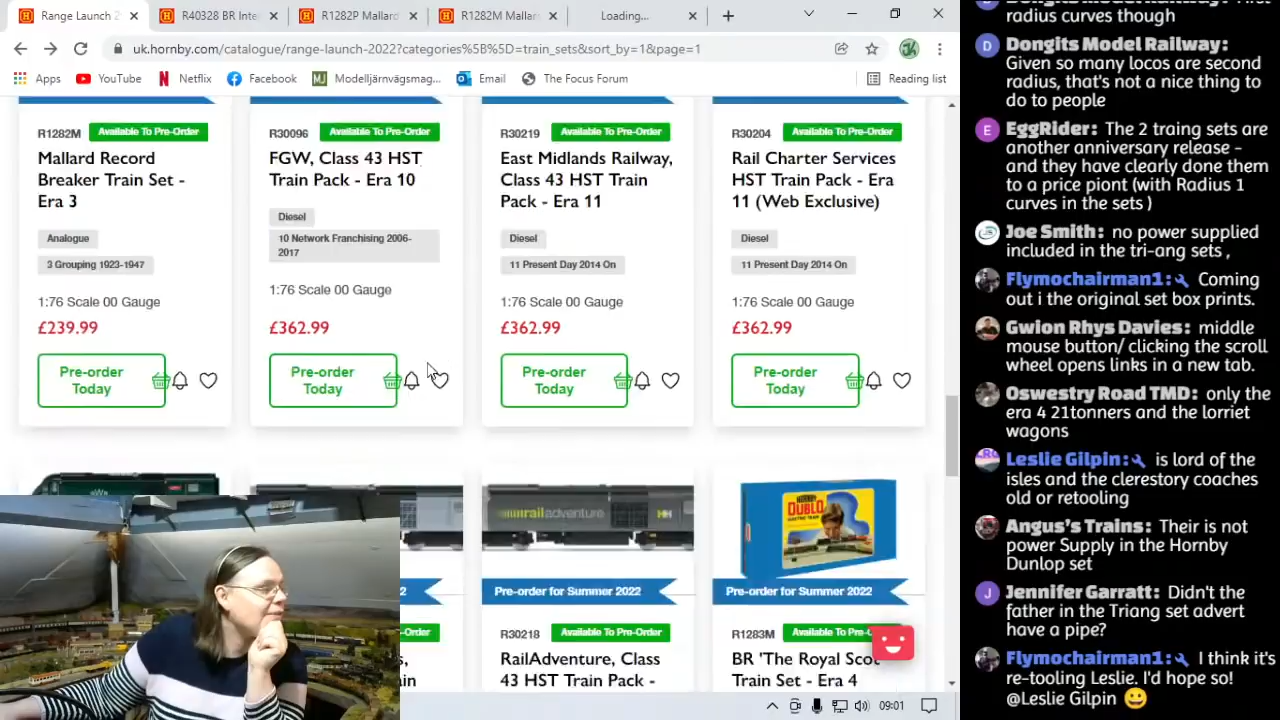 Range Launch 2
R40328 BR Inte
R1282P Mallard
R1282M Mallar
Loading...
uk.hornby.com/catalogue/range-launch-2022?categories%5B%5D=train_sets&sort_by=1&page=1
Apps
YouTube
Netflix
Facebook
Modelljärnvägsmag...
Email
The Focus Forum
Reading list
R1282M
Available To Pre-Order
Mallard Record
Breaker Train Set -
Era 3
Analogue
3 Grouping 1923-1947
1:76 Scale 00 Gauge
£239.99
Pre-order
Today
R30096
Available To Pre-Order
FGW, Class 43 HST
Train Pack - Era 10
Diesel
10 Network Franchising 2006-
2017
1:76 Scale 00 Gauge
£362.99
Pre-order
Today
R30219
Available To Pre-Order
East Midlands Railway,
Class 43 HST Train
Pack - Era 11
Diesel
11 Present Day 2014 On
1:76 Scale 00 Gauge
£362.99
Pre-order
Today
R30204
Available To Pre-Order
Rail Charter Services
HST Train Pack - Era
11 (Web Exclusive)
Diesel
11 Present Day 2014 On
1:76 Scale 00 Gauge
£362.99
Pre-order
Today
railadventure
HH
Pre-order for Summer 2022
R30218
Available To Pre-Order
RailAdventure, Class
43 HST Train Pack -
HORNBY
DUBLO
ELECTRIC TRAIN
Pre-order for Summer 2022
R1283M
Available To Pre-
BR 'The Royal Scot
Train Set - Era 4
09:01
radius curves though
Dongits Model Railway:
Given so many locos are second
radius, that's not a nice thing to
do to people
EggRider: The 2 traing sets are
another anniversary release -
and they have clearly done them
to a price piont (with Radius 1
curves in the sets )
Joe Smith: no power supplied
included in the tri-ang sets ,
Flymochairman1: Coming
out i the original set box prints.
Gwion Rhys Davies: middle
mouse button/ clicking the scroll
wheel opens links in a new tab.
Oswestry Road TMD: only the
era 4 21tonners and the lorriet
wagons
Leslie Gilpin: is lord of the
isles and the clerestory coaches
old or retooling
Angus's Trains: Their is not
power Supply in the Hornby
Dunlop set
Jennifer Garratt: Didn't the
father in the Triang set advert
have a pipe?
Flymochairman1: I think it's
re-tooling Leslie. I'd hope so!
@Leslie Gilpin 😀